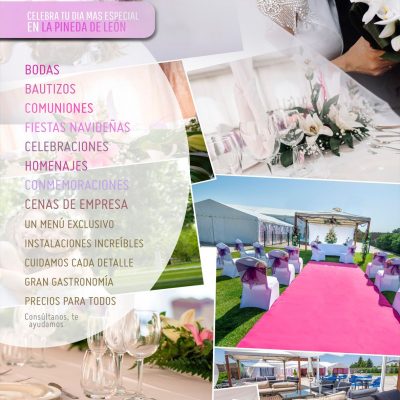 CELEBRA TU DIA MAS ESPECIAL
EN LA PINEDA DE LEON
BODAS
BAUTIZOS
COMUNIONES
FIESTAS NAVIDEÑAS
CELEBRACIONES
HOMENAJES
CONMEMORACIONES
CENAS DE EMPRESA
UN MENÚ EXCLUSIVO
INSTALACIONES INCREÍBLES
CUIDAMOS CADA DETALLE
GRAN GASTRONOMÍA
PRECIOS PARA TODOS
Consúltanos, te
ayudamos